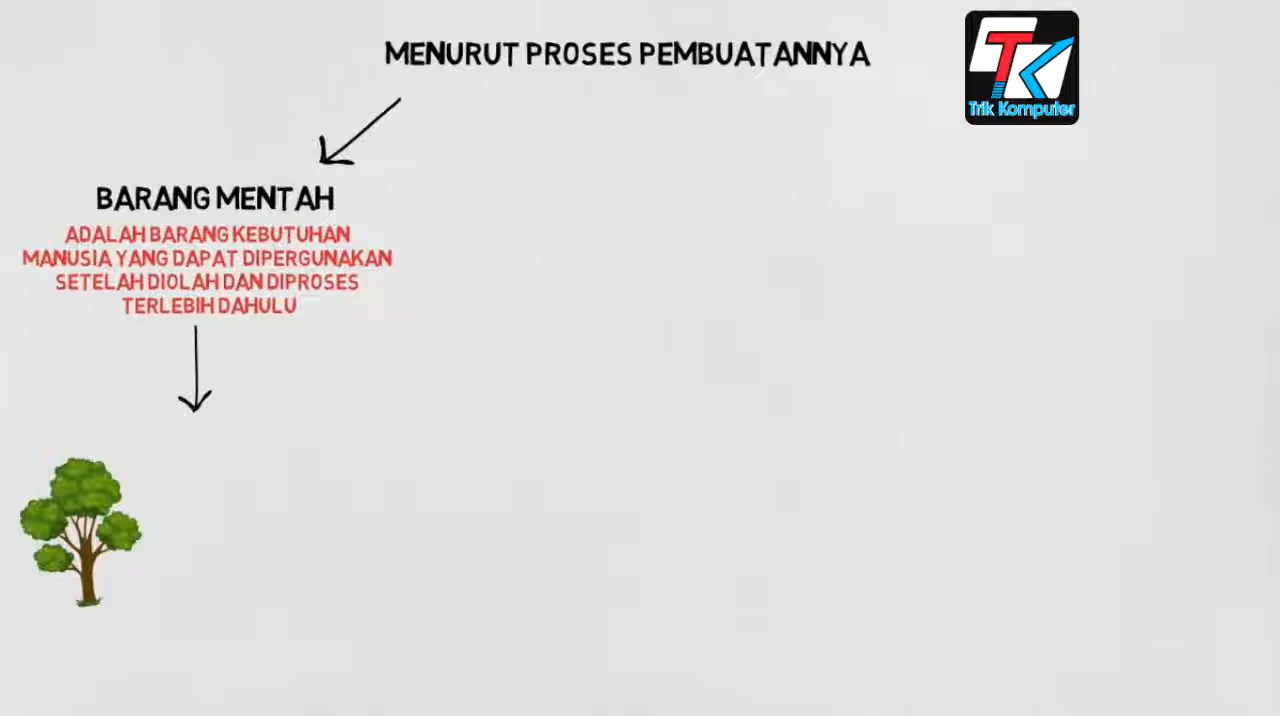 MENURUT PROSES PEMBUATANNYA
TK
Trik Komputer
BARANG MENTAH
ADALAH BARANG KEBUTUHAN
MANUSIA YANG DAPAT DIPERGUNAKAN
SETELAH DIOLAH DAN DIPROSES
TERLEBIH DAHULU